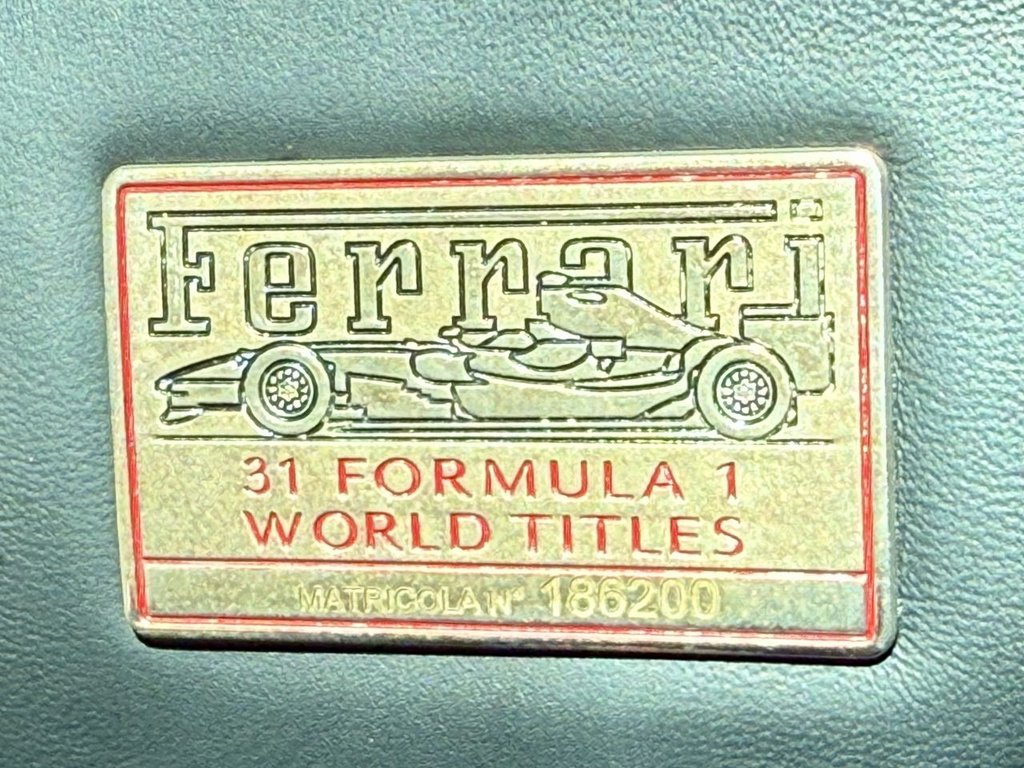 Ferrari
31 FORMULA 1
WORLD TITLES
MATRICOLA N° 186200